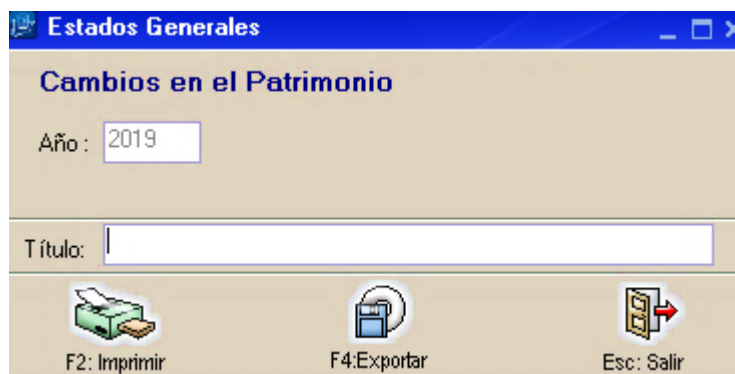 Estados Generales
Cambios en el Patrimonio
Año : 2019
Título:
F2: Imprimir F4:Exportar Esc: Salir